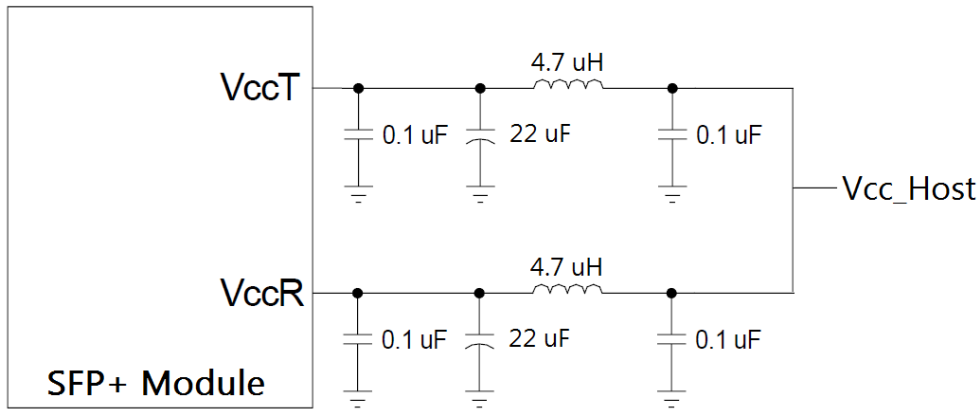 4.7 uH
VccT
0.1 uF
22 uF
0.1 uF
Vcc_Host
4.7 uH
VccR
0.1 uF
22 uF
0.1 uF
SFP+ Module